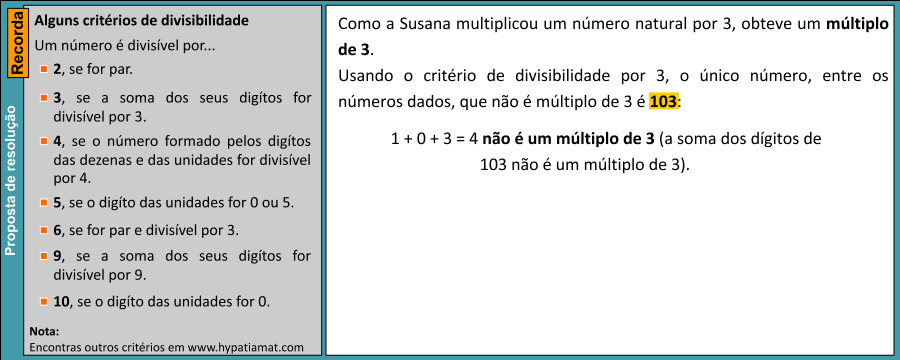 Recorda
Proposta de resolução
Alguns critérios de divisibilidade
Um número é divisível por...
2, se for par.
3, se a soma dos seus digítos for
divisível por 3.
4, se o número formado pelos digítos
das dezenas e das unidades for divisível
por 4.
5, se o digíto das unidades for 0 ou 5.
6, se for par e divisível por 3.
9, se a soma dos seus digítos for
divisível por 9.
10, se o digíto das unidades for 0.
Nota:
Encontras outros critérios em www.hypatiamat.com
Como a Susana multiplicou um número natural por 3, obteve um múltiplo
de 3.
Usando o critério de divisibilidade por 3, o único número, entre os
números dados, que não é múltiplo de 3 é 103:
1 + 0 + 3 = 4 não é um múltiplo de 3 (a soma dos dígitos de
103 não é um múltiplo de 3).